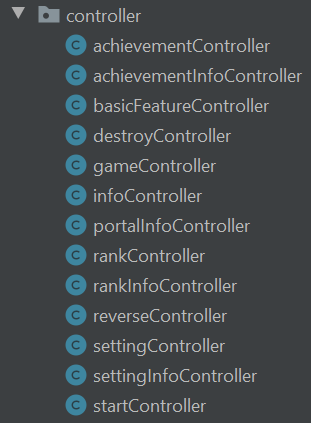 controller
C achievementController
C achievementInfoController
C basicFeatureController
C destroyController
C gameController
C infoController
C portalInfoController
C rankController
C rankInfoController
C reverseController
C settingController
C settingInfoController
C startController